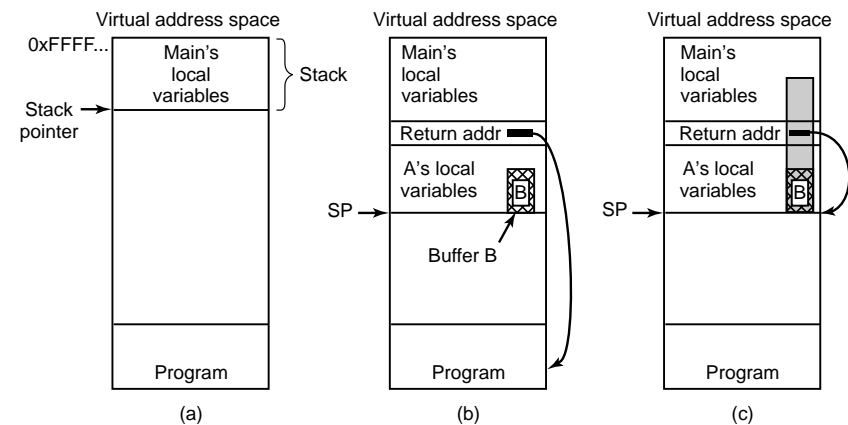 Virtual address space
0xFFFF...
Main's
local
variables
Stack
Stack
pointer
Program
(a)
Virtual address space
Main's
local
variables
Return addr
A's local
variables
B
SP
Buffer B
Program
(b)
Virtual address space
Main's
local
variables
Return addr
A's local
variables
B
SP
Program
(c)